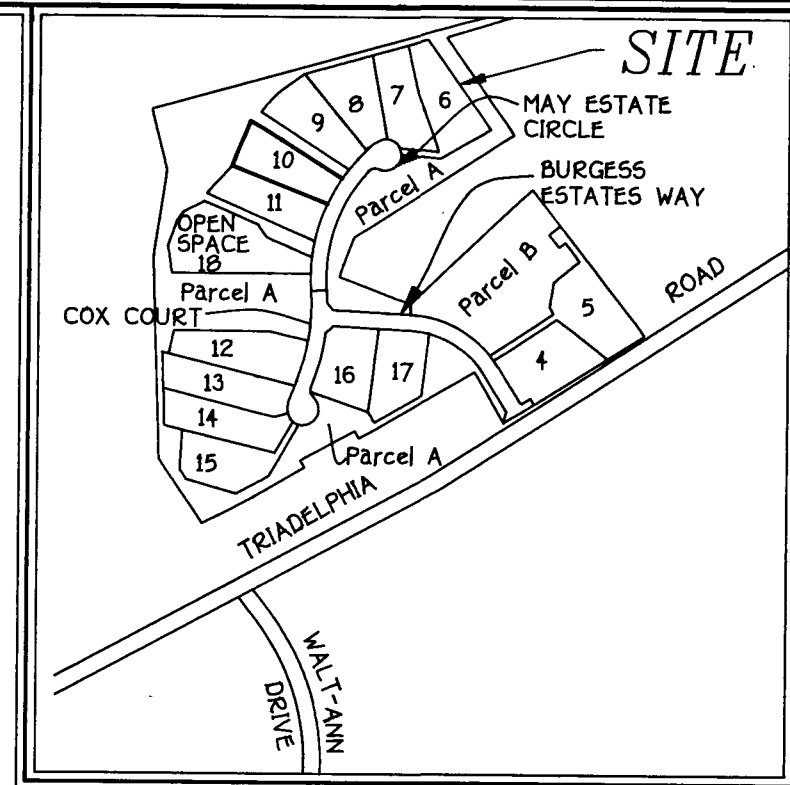 SITE
MAY ESTATE
CIRCLE
BURGESS
ESTATES WAY
6
7
8
9
10
11
Parcel A
OPEN
SPACE
18
Parcel A
COX COURT
Parcel B
5
4
ROAD
12
13
14
15
16
17
Parcel A
TRIADELPHIA
WALT-ANN
DRIVE